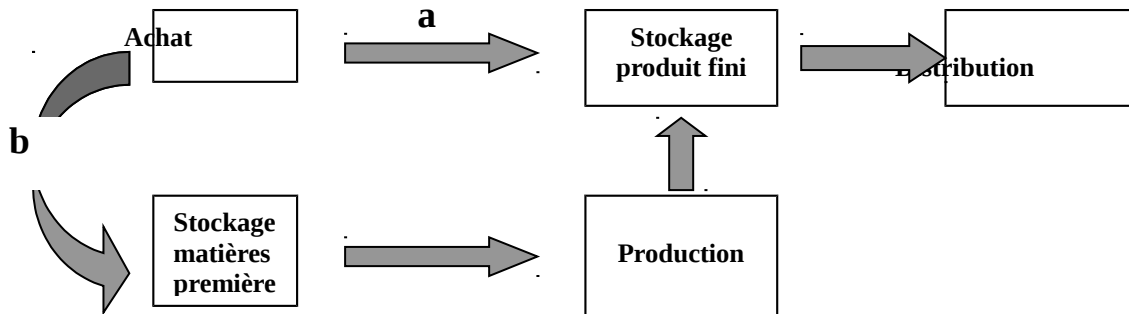 a
Achat
Stockage
produit fini
Distribution
b
Stockage
matières
première
Production